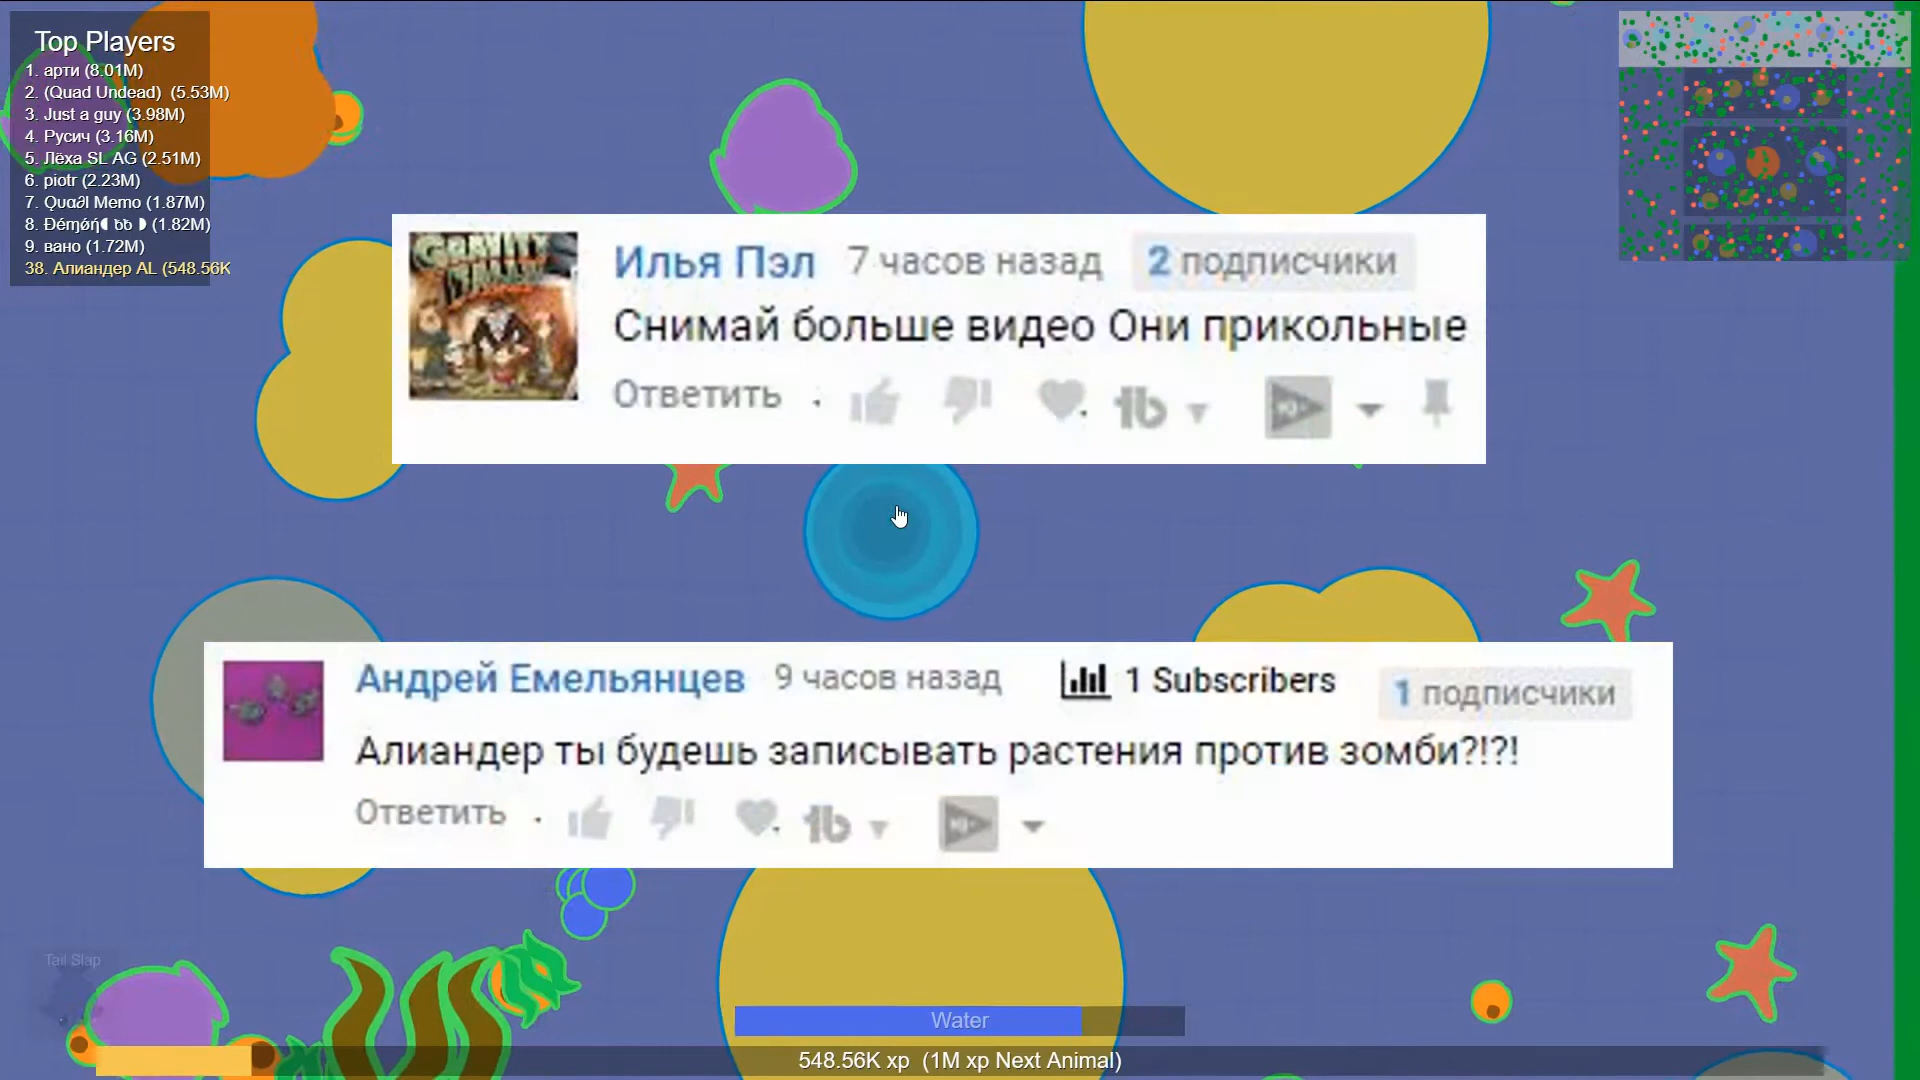 Top Players
1. арти (8.01M)
2. (Quad Undead) (5.53M)
3. Just a guy (3.98M)
4. Русич (3.16M)
5. Лёха SL AG (2.51M)
6. piotr (2.23M)
7. Memo (1.87M)
8. (1.82M)
9. вано (1.72M)
38. Алиандер AL (548.56K
Илья Пэл 7 часов назад 2 подписчики
Снимай больше видео Они прикольные
Ответить
Андрей Емельянцев 9 часов назад 1 Subscribers 1 подписчики
Алиандер ты будешь записывать растения против зомби?!?!
Ответить
Tail Slap
Water
548.56K xp (1M xp Next Animal)